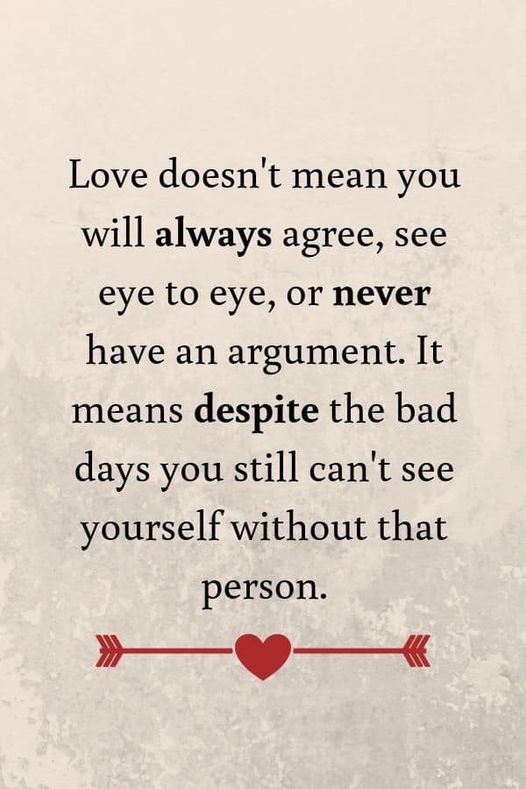 Love doesn't mean you
will always agree, see
eye to eye, or never
have an argument. It
means despite the bad
days you still can't see
yourself without that
person.